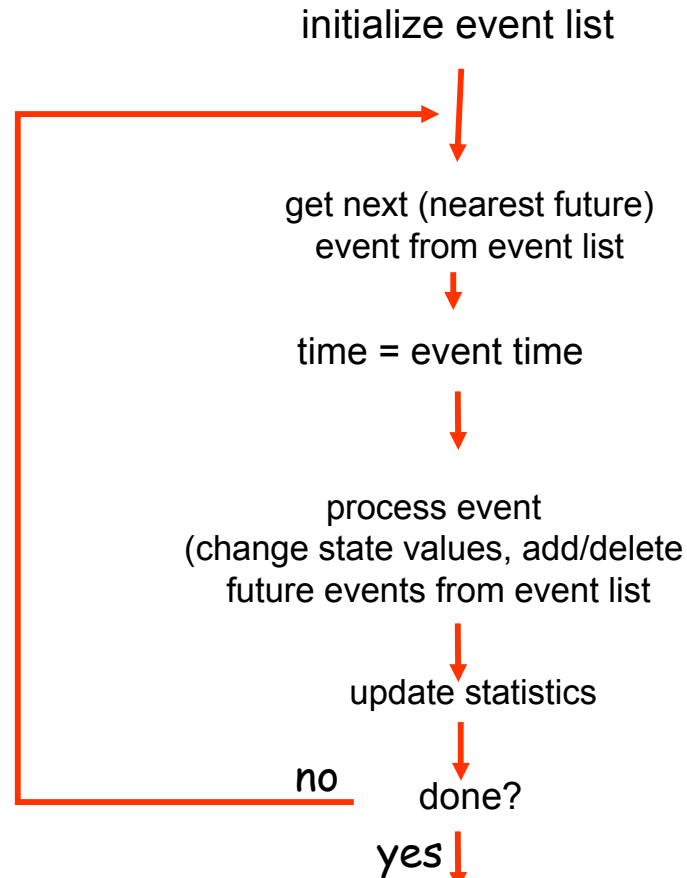 initialize event list
get next (nearest future)
event from event list
time = event time
process event
(change state values, add/delete
future events from event list
update statistics
no
done?
yes